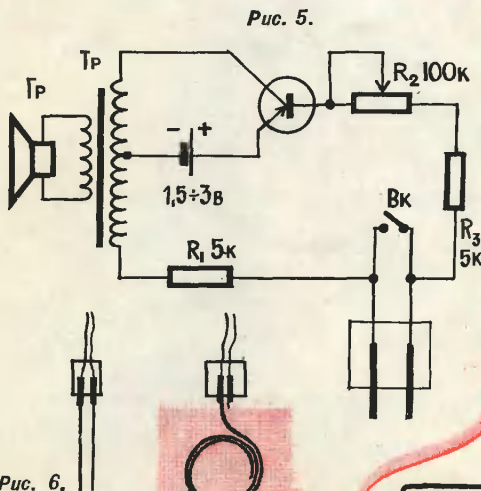 Рис. 5.
Гр
Тр
R₂ 100к
- +
1,5÷3в
Вк
R₃
5к
R₁ 5к
Рис. 6.